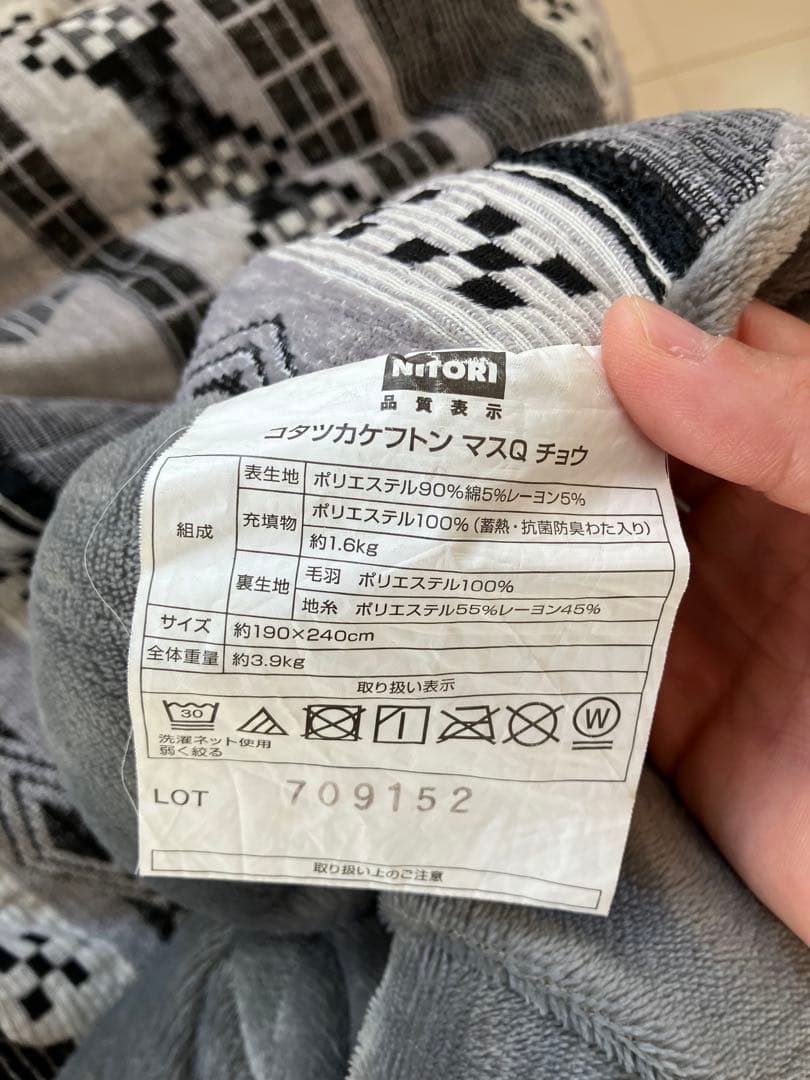 NITORI
品質表示
コタツカケフトン マスQ チョウ
組成
表生地 ポリエステル90%綿5%レーヨン5%
充填物 ポリエステル100%(蓄熱・抗菌防臭わた入り)
約1.6kg
裏生地 毛羽 ポリエステル100%
地糸 ポリエステル55%レーヨン45%
サイズ 約190×240cm
全体重量 約3.9kg
取り扱い表示
30
W
洗濯ネット使用
弱く絞る
LOT 709152
取り扱い上のご注意